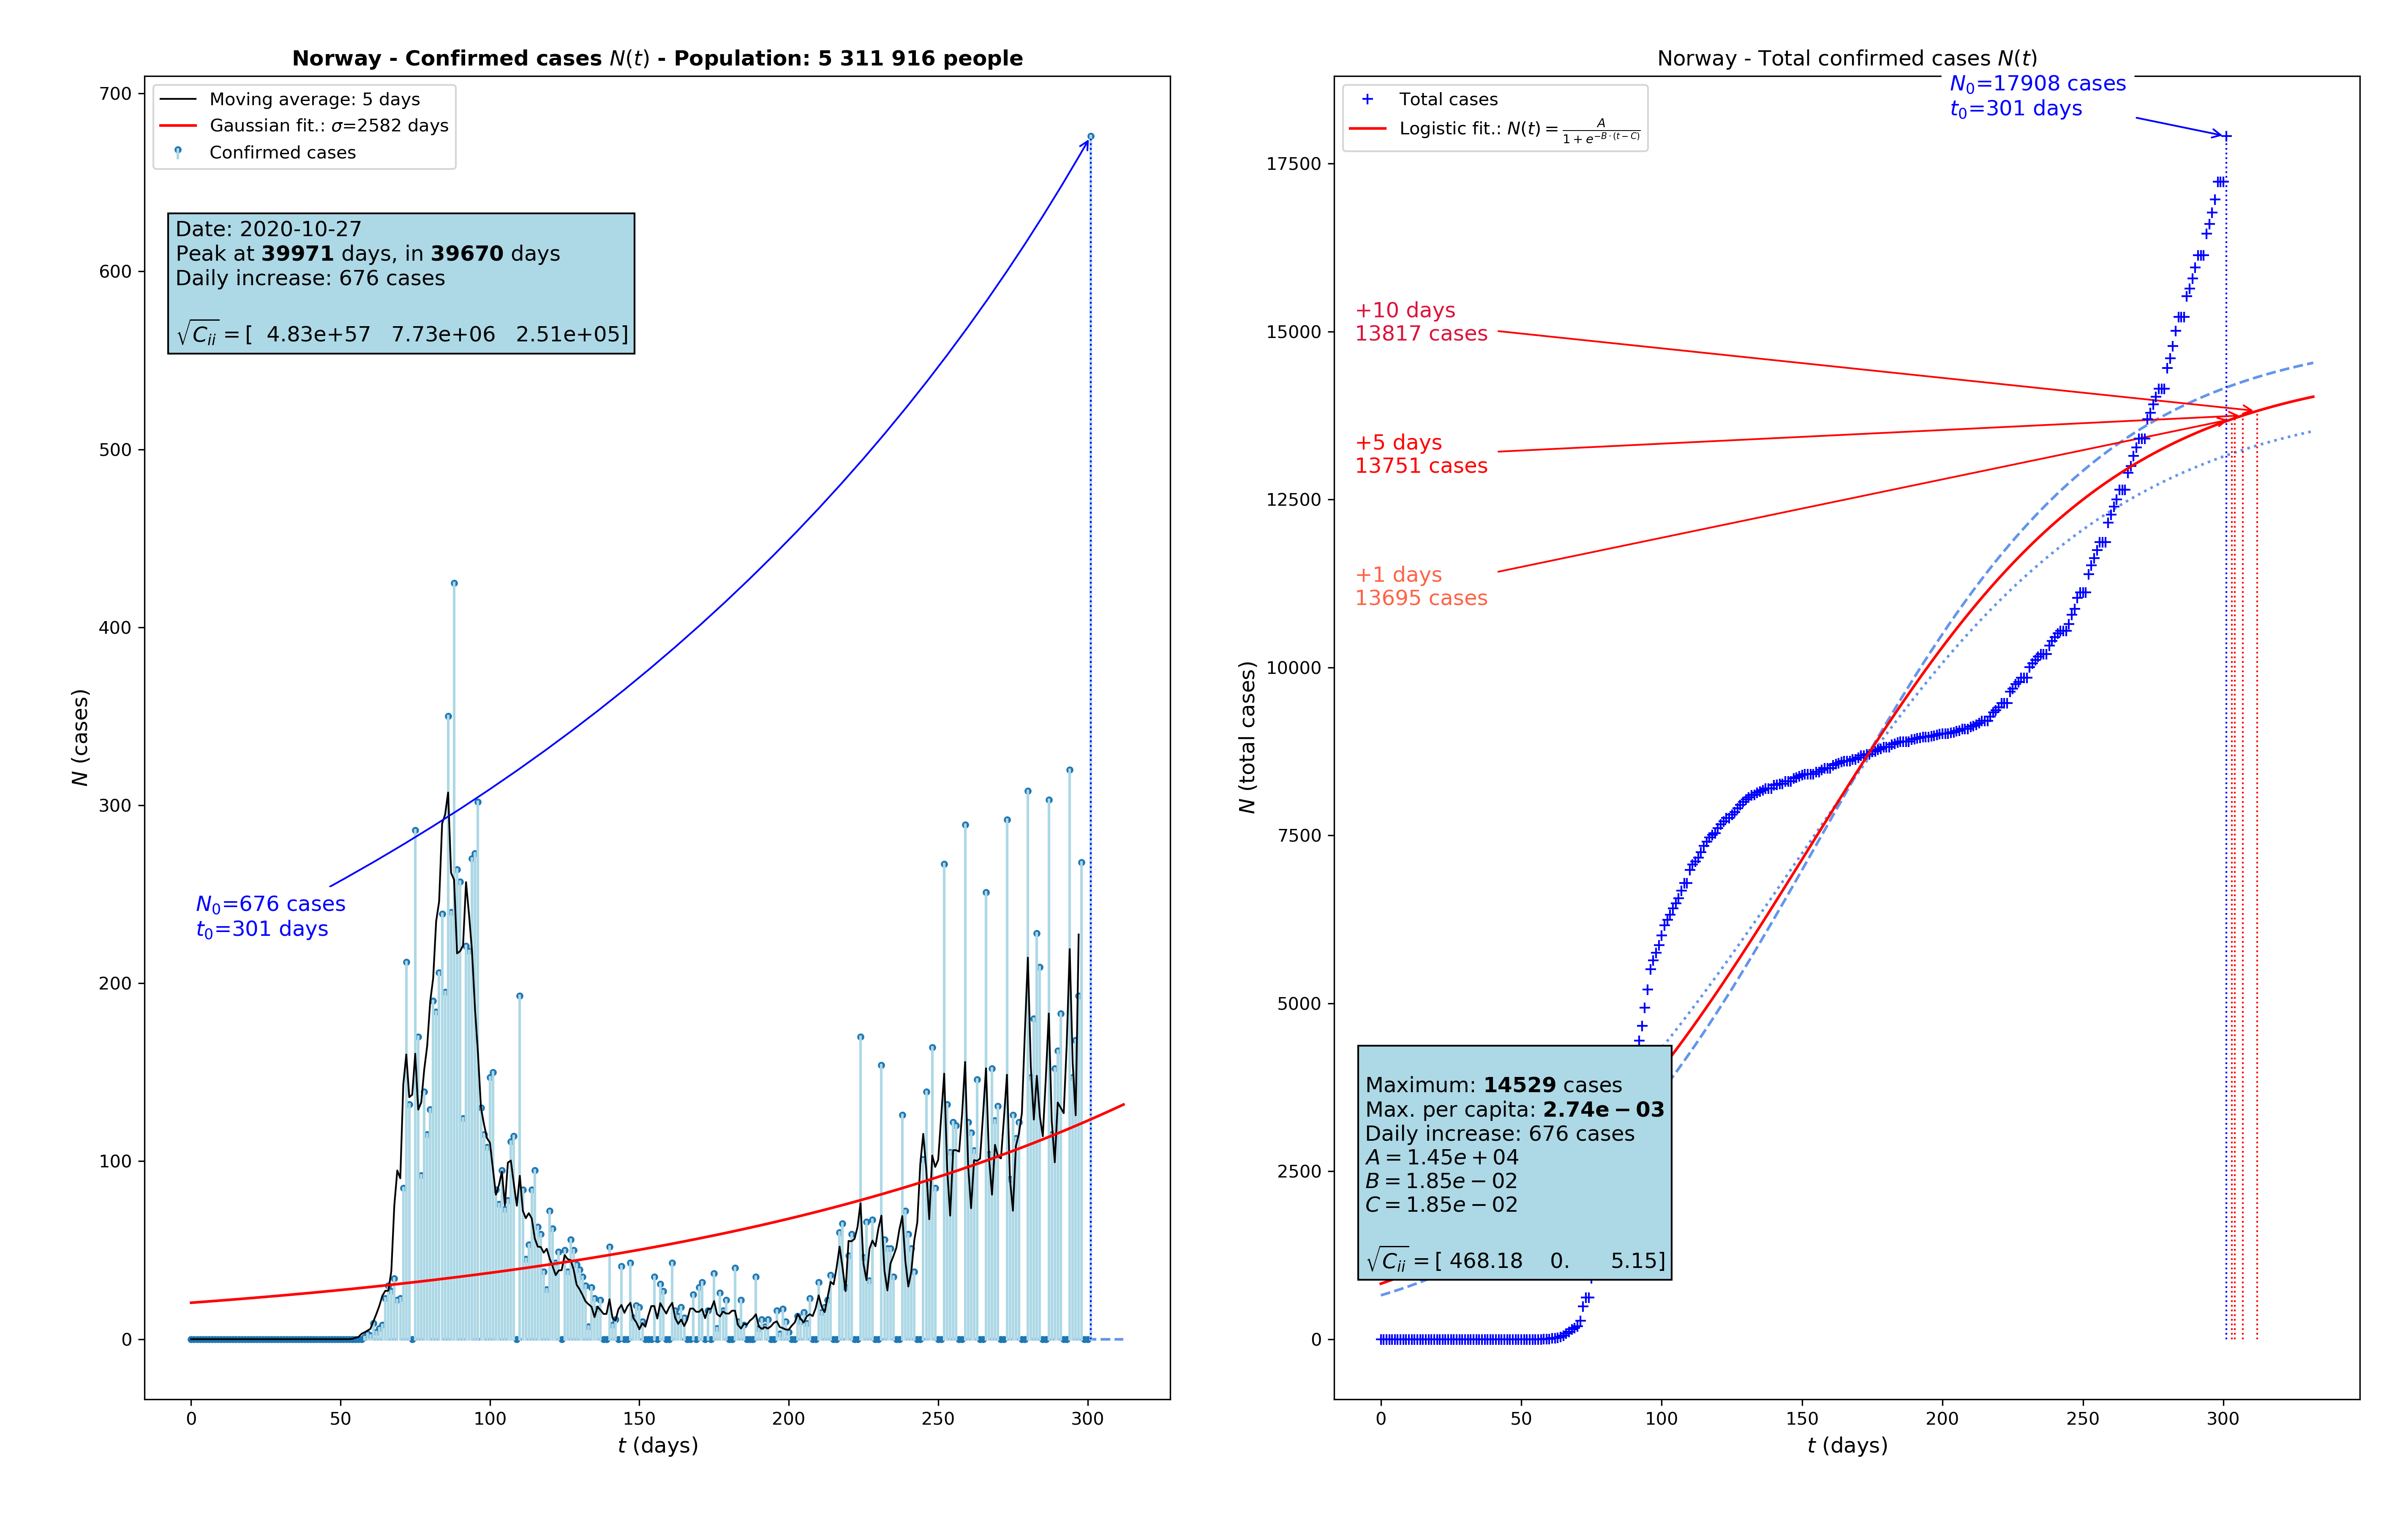 Norway - Confirmed cases N(t) - Population: 5 311 916 people
Moving average: 5 days
Gaussian fit.: σ=2582 days
Confirmed cases
Date: 2020-10-27
Peak at 39971 days, in 39670 days
Daily increase: 676 cases
√C_ii = [ 4.83e+57 7.73e+06 2.51e+05]
N_0=676 cases
t_0=301 days
700
600
500
400
300
200
100
0
N (cases)
0 50 100 150 200 250 300
t (days)
Norway - Total confirmed cases N(t)
N_0=17908 cases
t_0=301 days
Total cases
Logistic fit.: N(t) = A / (1 + e^{-B·(t-C)})
+10 days
13817 cases
+5 days
13751 cases
+1 days
13695 cases
Maximum: 14529 cases
Max. per capita: 2.74e − 03
Daily increase: 676 cases
A = 1.45e + 04
B = 1.85e − 02
C = 1.85e − 02
√C_ii = [ 468.18 0. 5.15]
17500
15000
12500
10000
7500
5000
2500
0
N (total cases)
0 50 100 150 200 250 300
t (days)